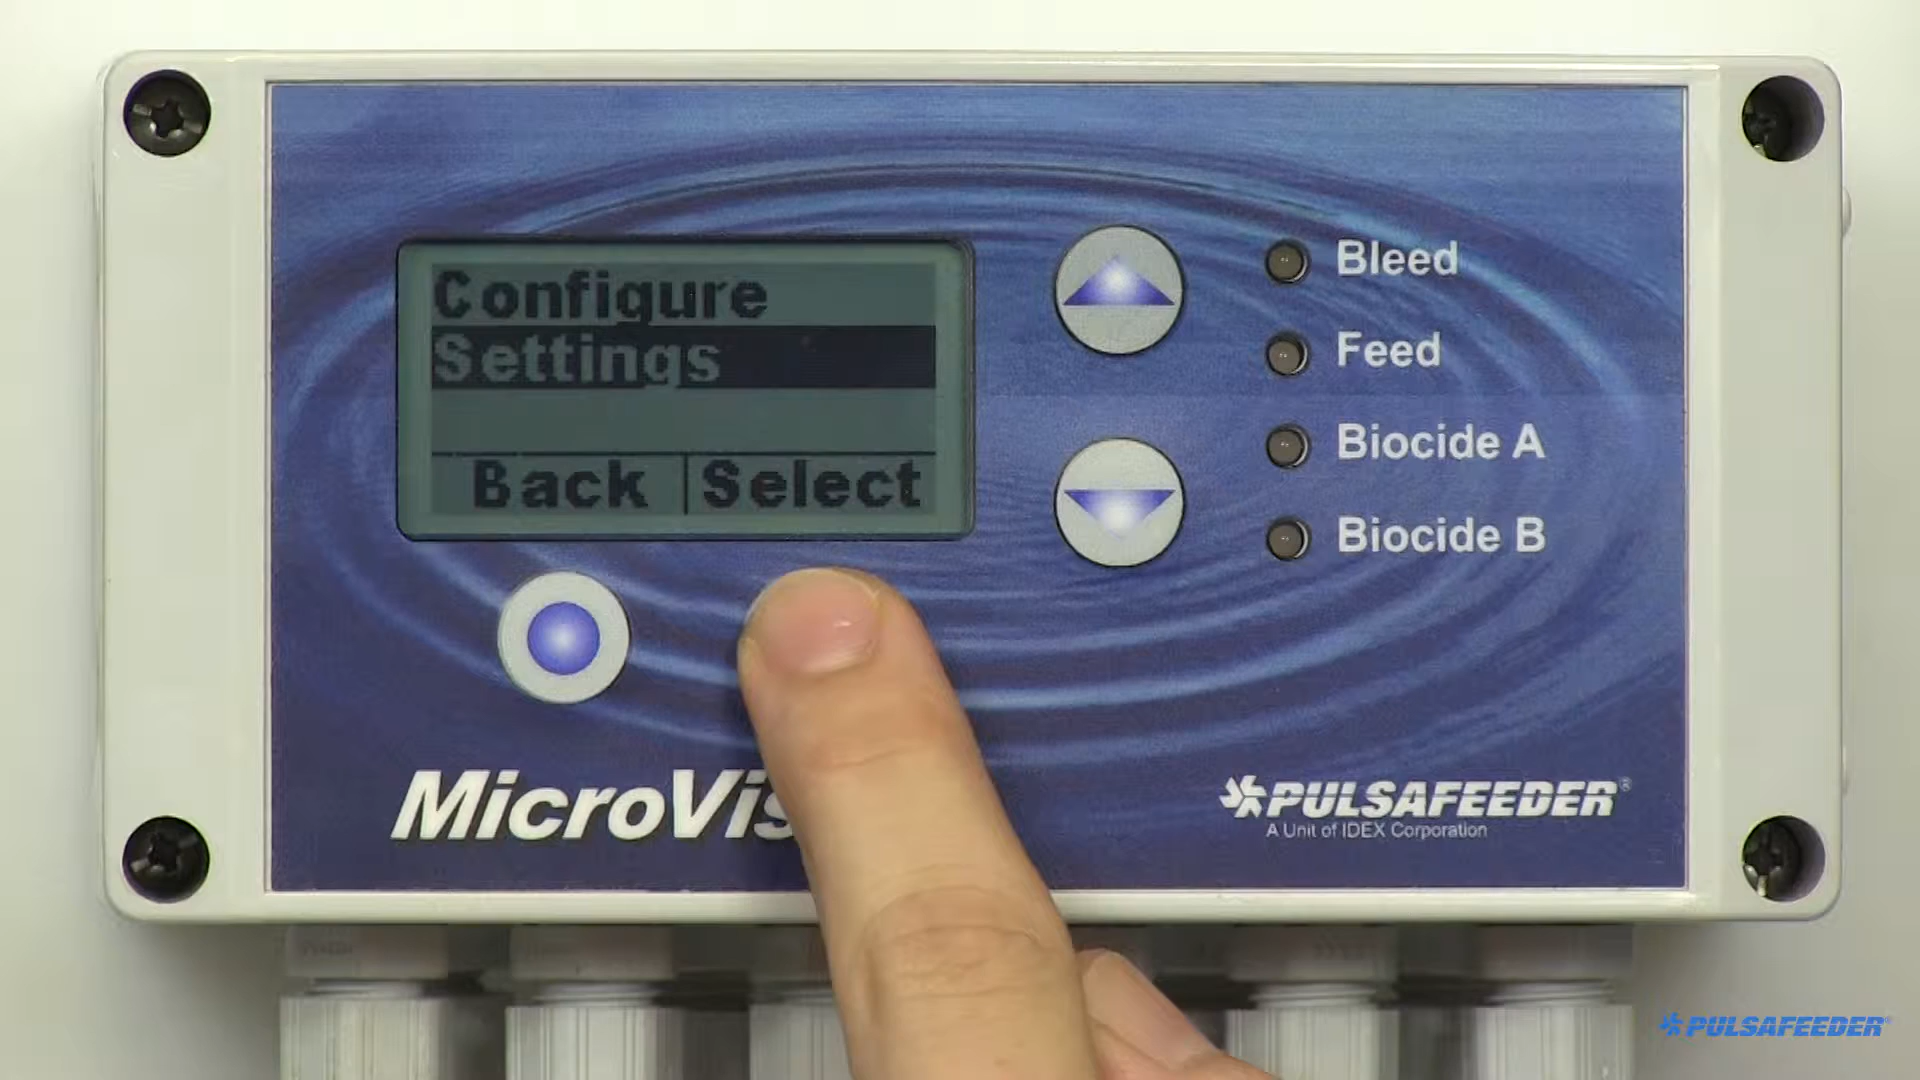 Configure
Settings
Back Select
Bleed
Feed
Biocide A
Biocide B
MicroVis
PULSAFEEDER®
A Unit of IDEX Corporation
PULSAFEEDER®